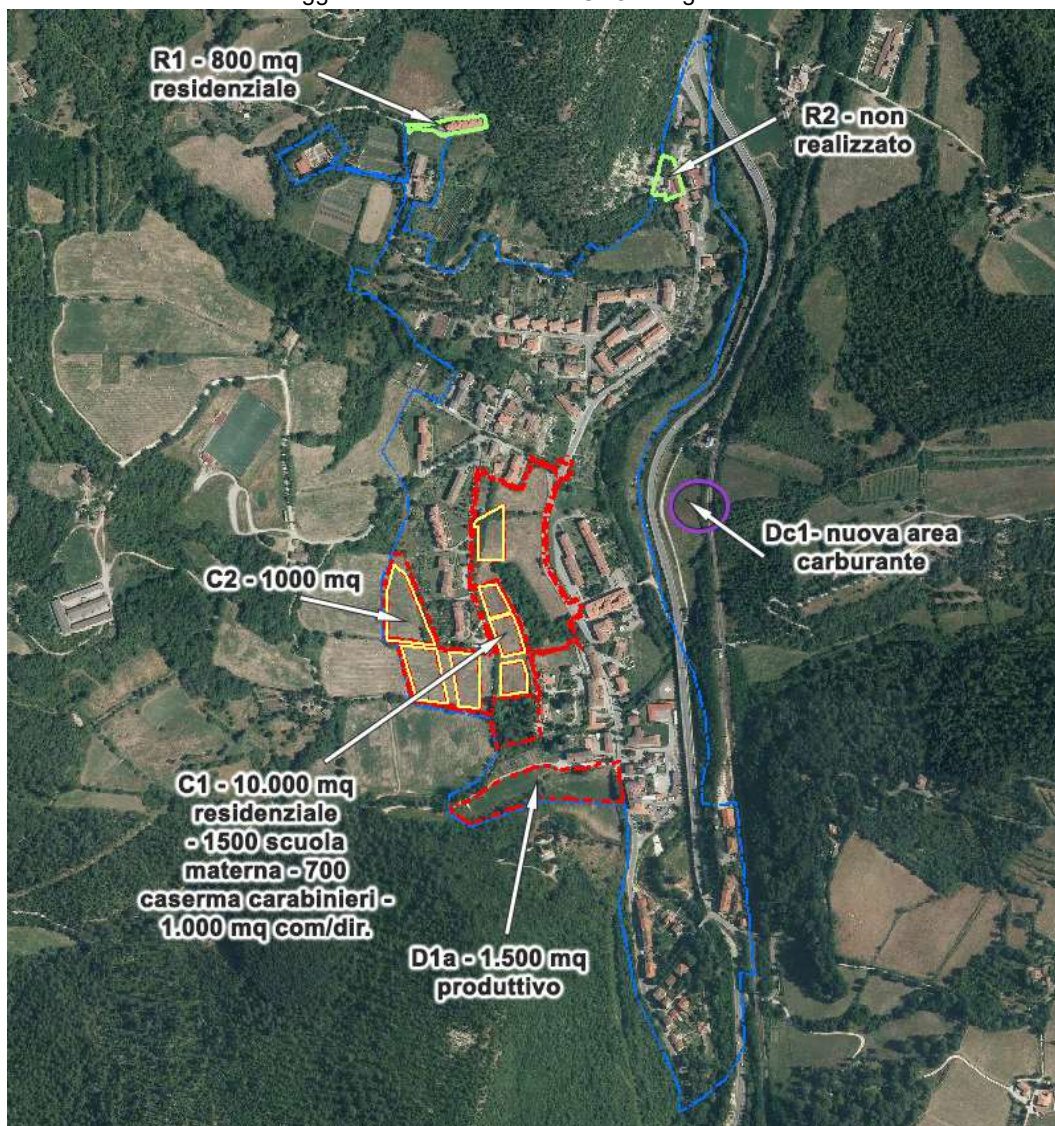 R1 - 800 mq
residenziale
R2 - non
realizzato
Dc1- nuova area
carburante
C2 - 1000 mq
C1 - 10.000 mq
residenziale
- 1500 scuola
materna - 700
caserma carabinieri -
1.000 mq com/dir.
D1a - 1.500 mq
produttivo